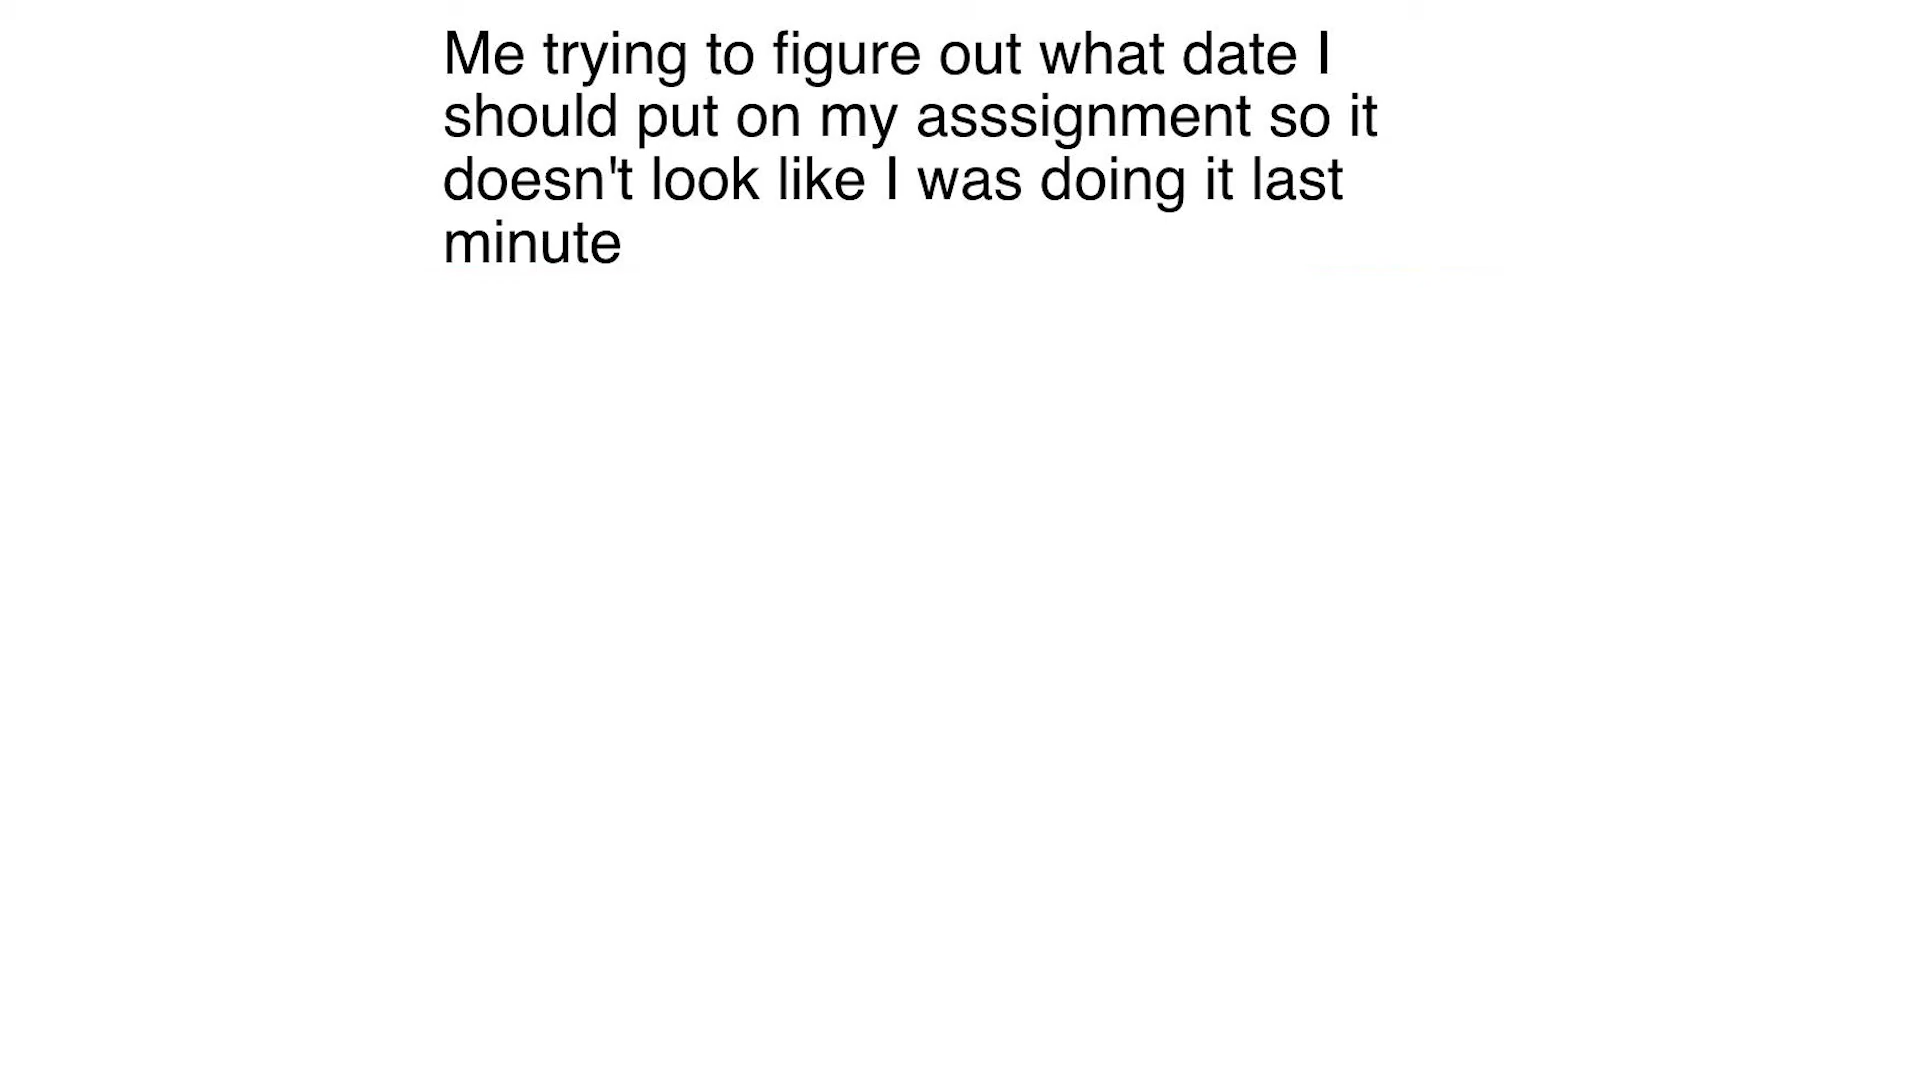 Me trying to figure out what date I
should put on my asssignment so it
doesn't look like I was doing it last
minute